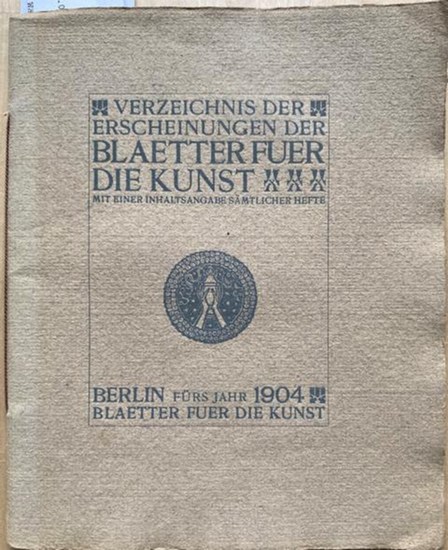 VERZEICHNIS DER
ERSCHEINUNGEN DER
BLAETTER FUER
DIE KUNST
MIT EINER INHALTSANGABE SÄMTLICHER HEFTE
BERLIN FÜRS JAHR 1904
BLAETTER FUER DIE KUNST